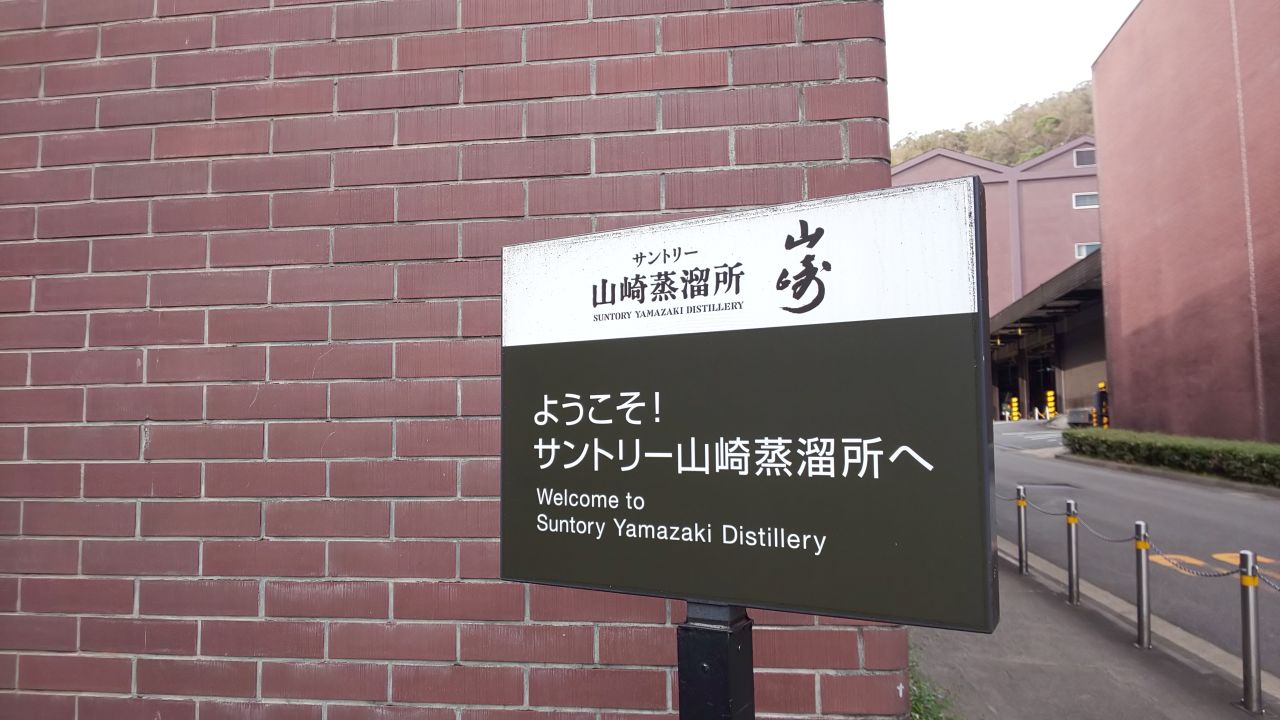 サントリー
山崎蒸溜所
SUNTORY YAMAZAKI DISTILLERY
山崎
ようこそ!
サントリー山崎蒸溜所へ
Welcome to
Suntory Yamazaki Distillery